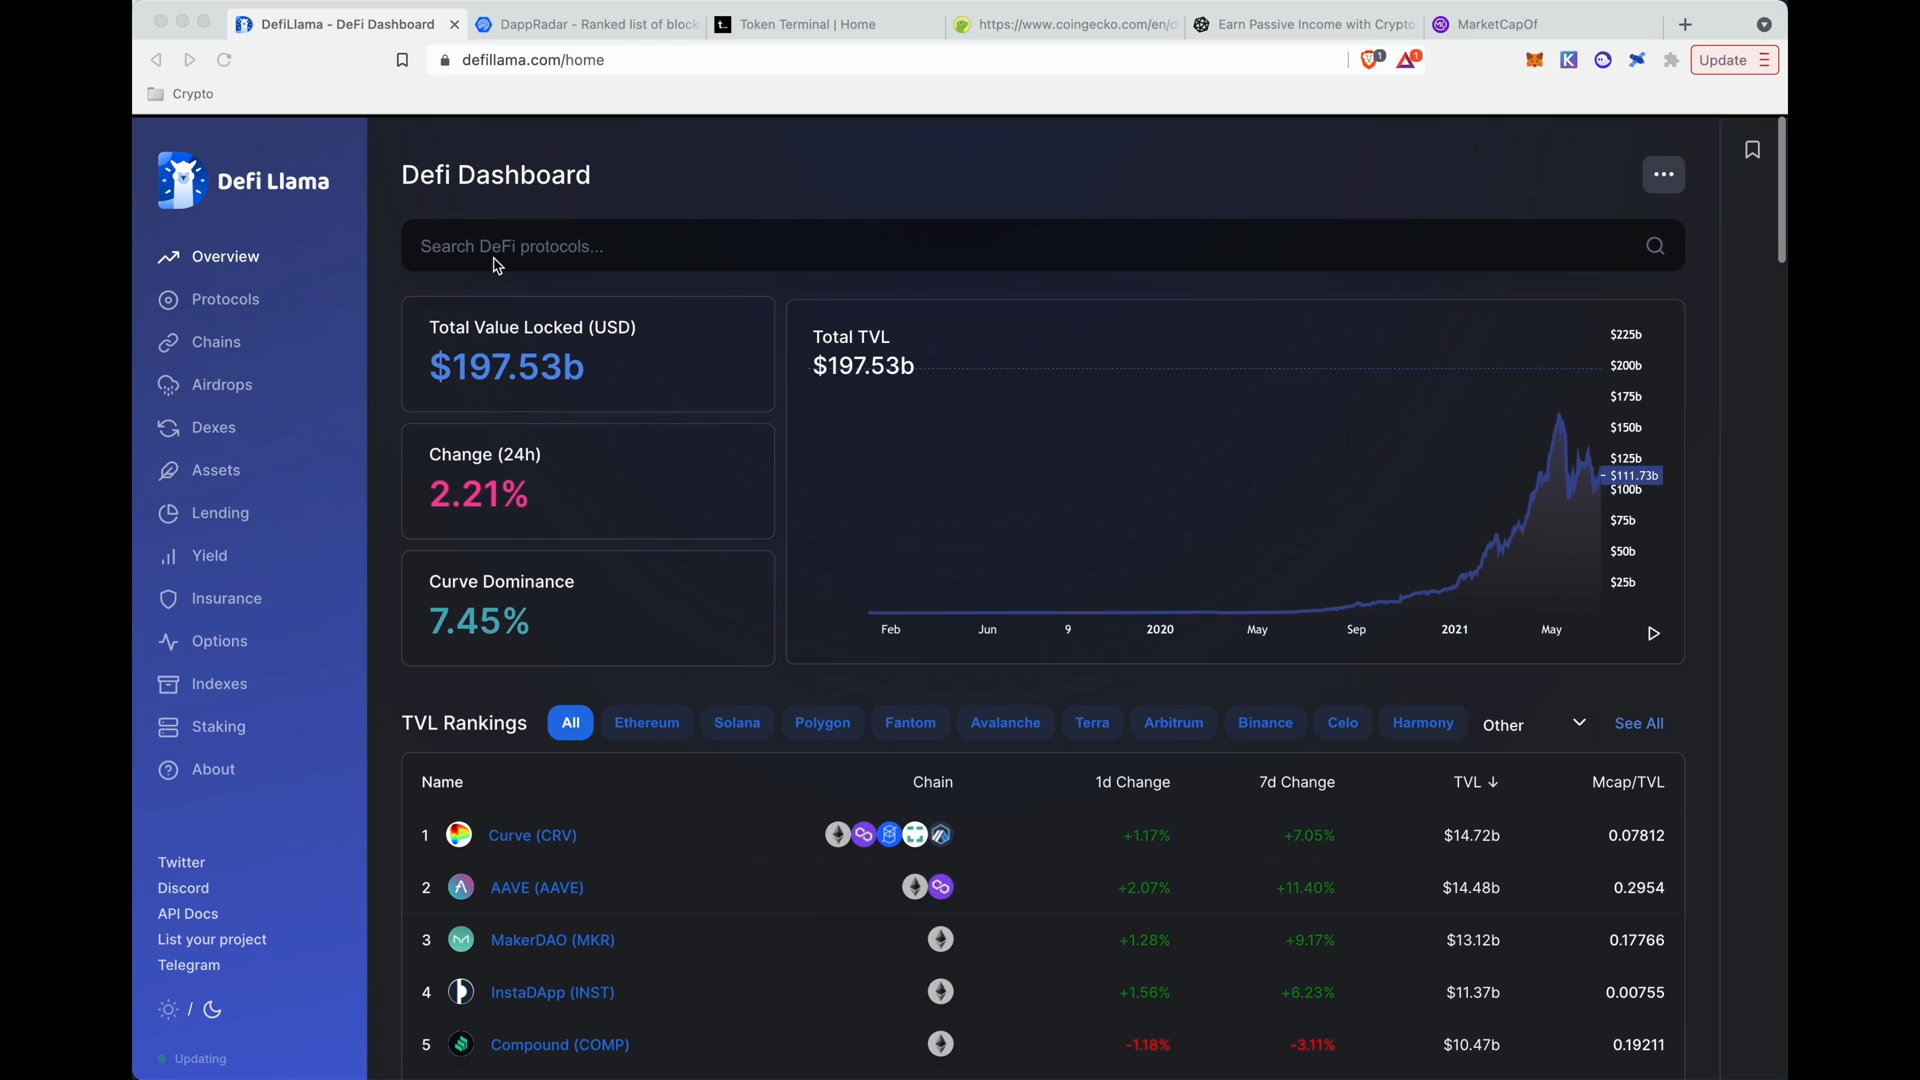 DefiLlama - DeFi Dashboard
DappRadar - Ranked list of block
Token Terminal | Home
https://www.coingecko.com/en/d
Earn Passive Income with Crypto
MarketCapOf
defillama.com/home
1
1
Update
Crypto
Defi Llama
Overview
Protocols
Chains
Airdrops
Dexes
Assets
Lending
Yield
Insurance
Options
Indexes
Staking
About
Twitter
Discord
API Docs
List your project
Telegram
/
Updating
Defi Dashboard
Search DeFi protocols...
Total Value Locked (USD)
$197.53b
Change (24h)
2.21%
Curve Dominance
7.45%
Total TVL
$197.53b
$225b
$200b
$175b
$150b
$125b
$111.73b
$100b
$75b
$50b
$25b
Feb Jun 9 2020 May Sep 2021 May
TVL Rankings All Ethereum Solana Polygon Fantom Avalanche Terra Arbitrum Binance Celo Harmony Other See All
Name Chain 1d Change 7d Change TVL ↓ Mcap/TVL
1 Curve (CRV) +1.17% +7.05% $14.72b 0.07812
2 AAVE (AAVE) +2.07% +11.40% $14.48b 0.2954
3 MakerDAO (MKR) +1.28% +9.17% $13.12b 0.17766
4 InstaDApp (INST) +1.56% +6.23% $11.37b 0.00755
5 Compound (COMP) -1.18% -3.11% $10.47b 0.19211